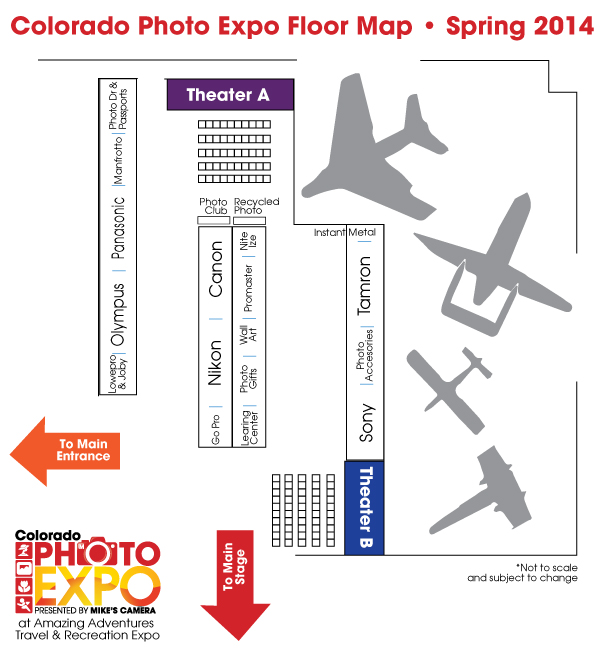 Colorado Photo Expo Floor Map • Spring 2014
Theater A
Photo Dr &
Passports
Manfrotto
Panasonic
Olympus
Lowepro
& Joby
Photo
Club
Recycled
Photo
Canon
Nikon
Go Pro
Nite
Ize
Promaster
Wall
Art
Photo
Gifts
Learing
Center
Instant Metal
Tamron
Photo
Accesories
Sony
Theater B
To Main
Entrance
To Main
Stage
Colorado
PHOTO
EXPO
PRESENTED BY MIKE'S CAMERA
at Amazing Adventures
Travel & Recreation Expo
*Not to scale
and subject to change